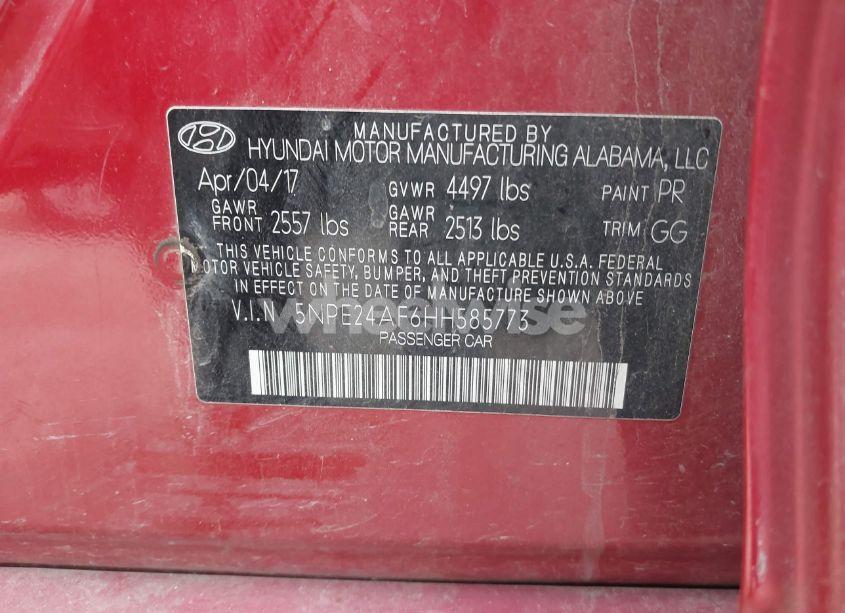 MANUFACTURED BY
HYUNDAI MOTOR MANUFACTURING ALABAMA, LLC
Apr/04/17 GVWR 4497 lbs PAINT PR
GAWR FRONT 2557 lbs GAWR REAR 2513 lbs TRIM GG
THIS VEHICLE CONFORMS TO ALL APPLICABLE U.S.A. FEDERAL
MOTOR VEHICLE SAFETY, BUMPER, AND THEFT PREVENTION STANDARDS
IN EFFECT ON THE DATE OF MANUFACTURE SHOWN ABOVE
V.I.N 5NPE24AF6HH585773
PASSENGER CAR